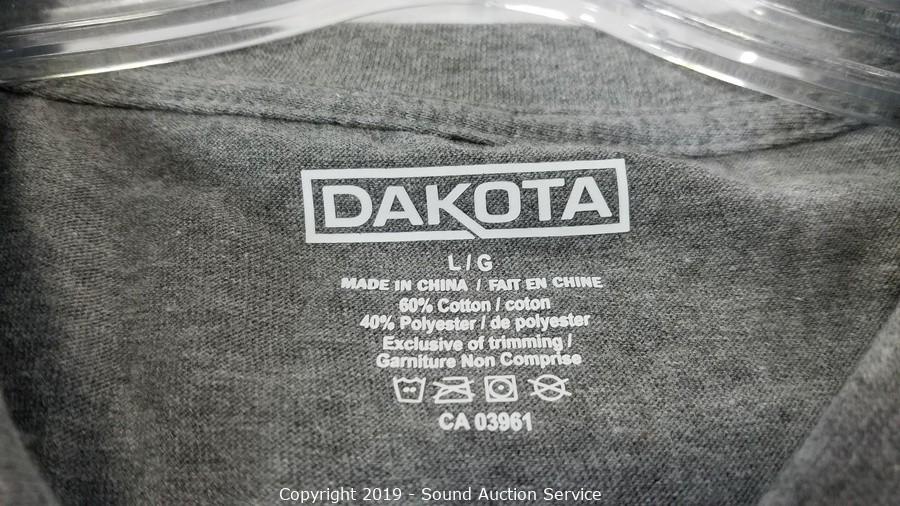 DAKOTA
L / G
MADE IN CHINA / FAIT EN CHINE
60% Cotton / coton
40% Polyester / de polyester
Exclusive of trimming /
Garniture Non Comprise
CA 03961
Copyright 2019 - Sound Auction Service